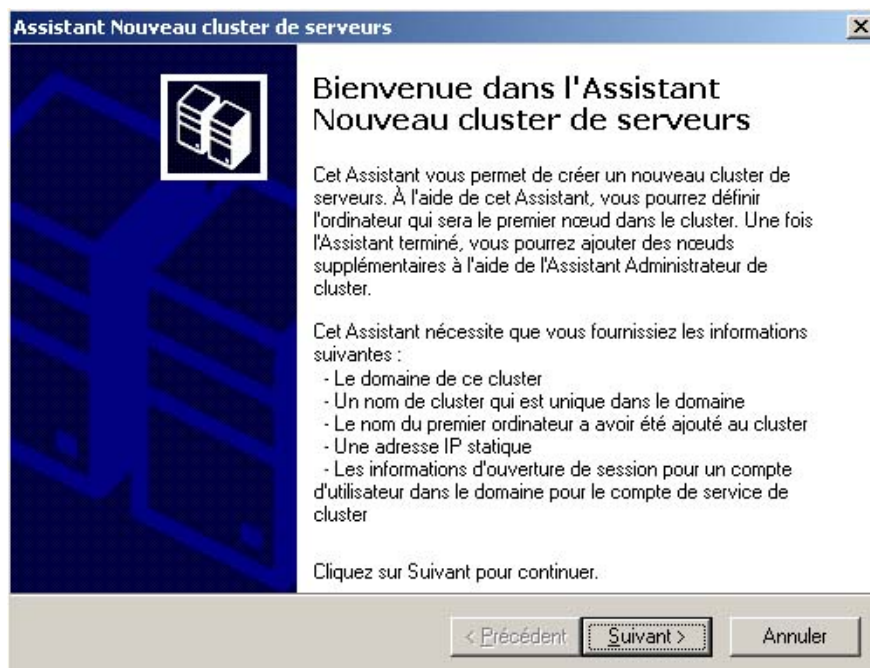 Assistant Nouveau cluster de serveurs
Bienvenue dans l'Assistant
Nouveau cluster de serveurs
Cet Assistant vous permet de créer un nouveau cluster de
serveurs. À l'aide de cet Assistant, vous pourrez définir
l'ordinateur qui sera le premier nœud dans le cluster. Une fois
l'Assistant terminé, vous pourrez ajouter des nœuds
supplémentaires à l'aide de l'Assistant Administrateur de
cluster.
Cet Assistant nécessite que vous fournissiez les informations
suivantes :
- Le domaine de ce cluster
- Un nom de cluster qui est unique dans le domaine
- Le nom du premier ordinateur a avoir été ajouté au cluster
- Une adresse IP statique
- Les informations d'ouverture de session pour un compte
d'utilisateur dans le domaine pour le compte de service de
cluster
Cliquez sur Suivant pour continuer.
< Précédent Suivant > Annuler